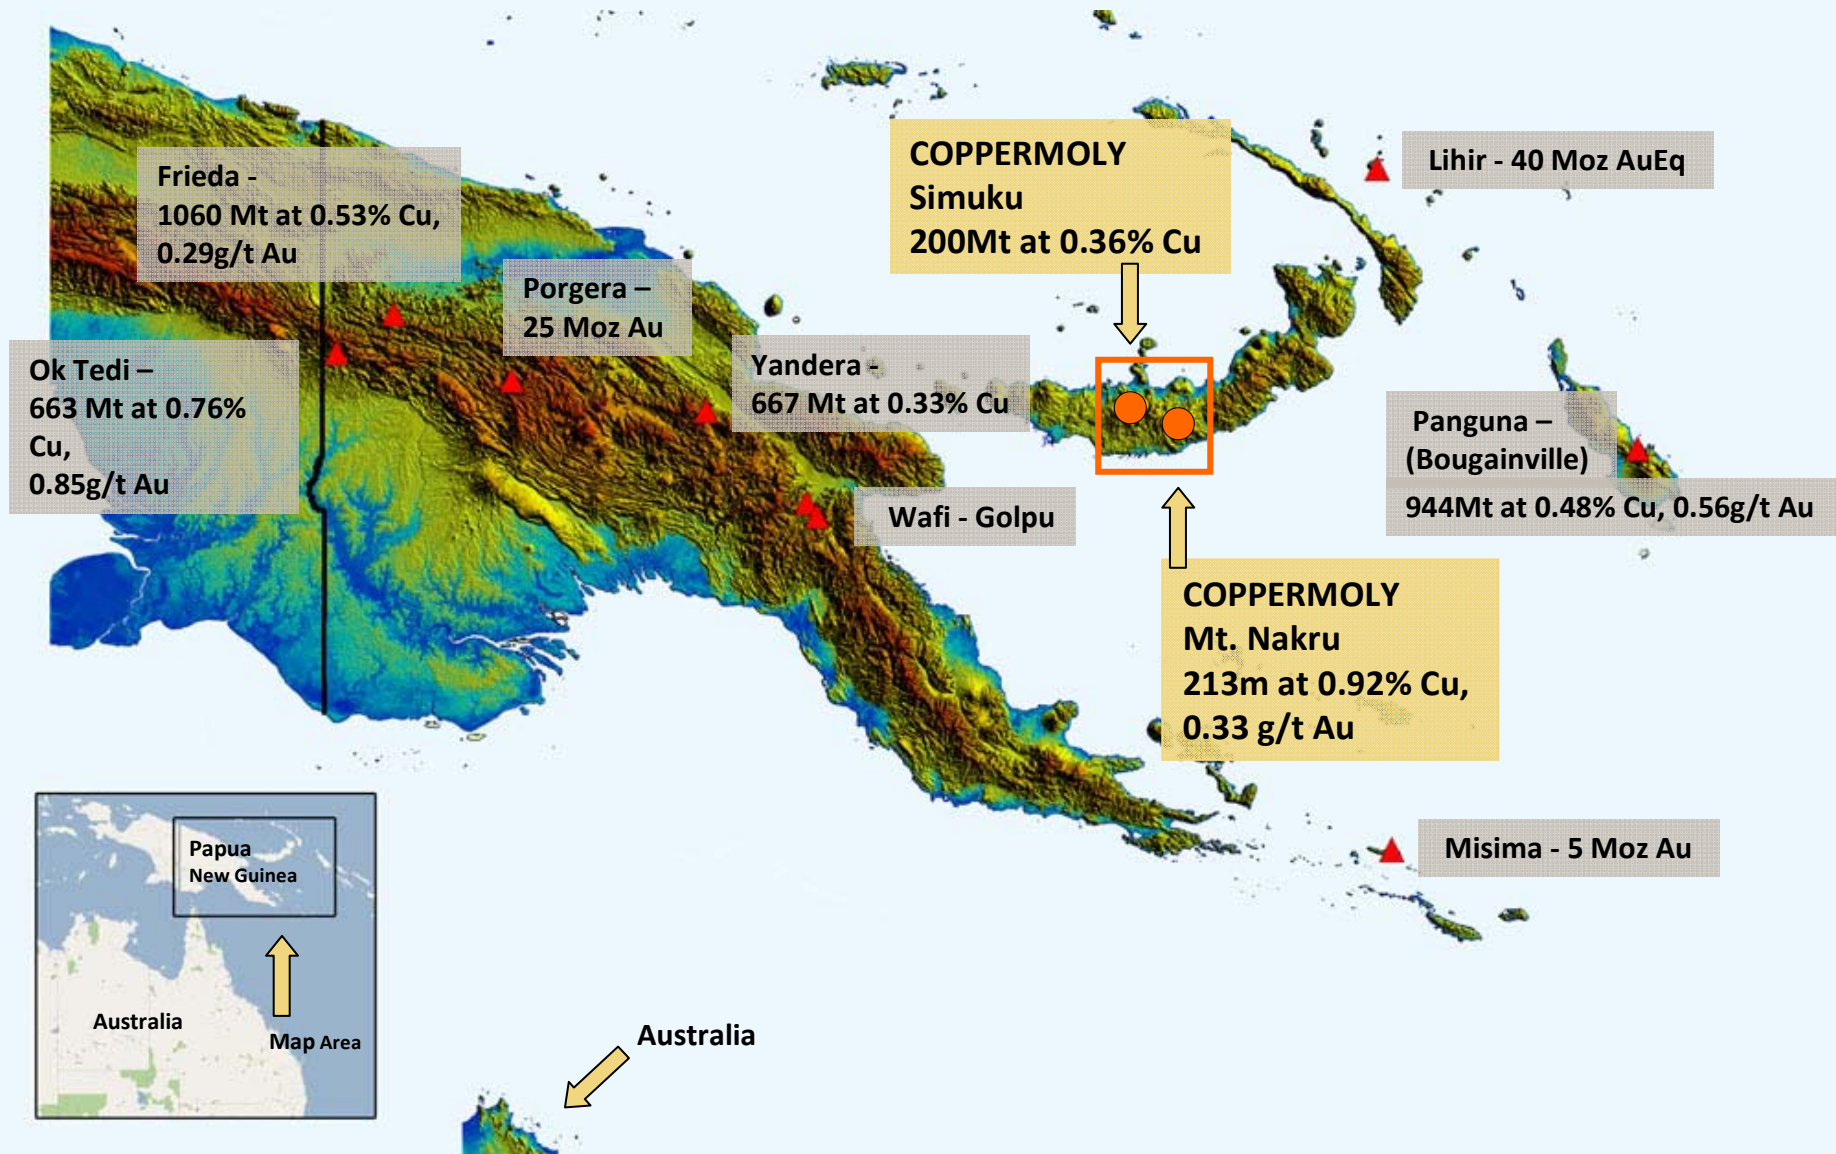 COPPERMOLY
Simuku
200Mt at 0.36% Cu
Lihir - 40 Moz AuEq
Frieda -
1060 Mt at 0.53% Cu,
0.29g/t Au
Porgera –
25 Moz Au
Ok Tedi –
663 Mt at 0.76%
Cu,
0.85g/t Au
Yandera -
667 Mt at 0.33% Cu
Wafi - Golpu
Panguna –
(Bougainville)
944Mt at 0.48% Cu, 0.56g/t Au
COPPERMOLY
Mt. Nakru
213m at 0.92% Cu,
0.33 g/t Au
Misima - 5 Moz Au
Papua
New Guinea
Australia
Map Area
Australia